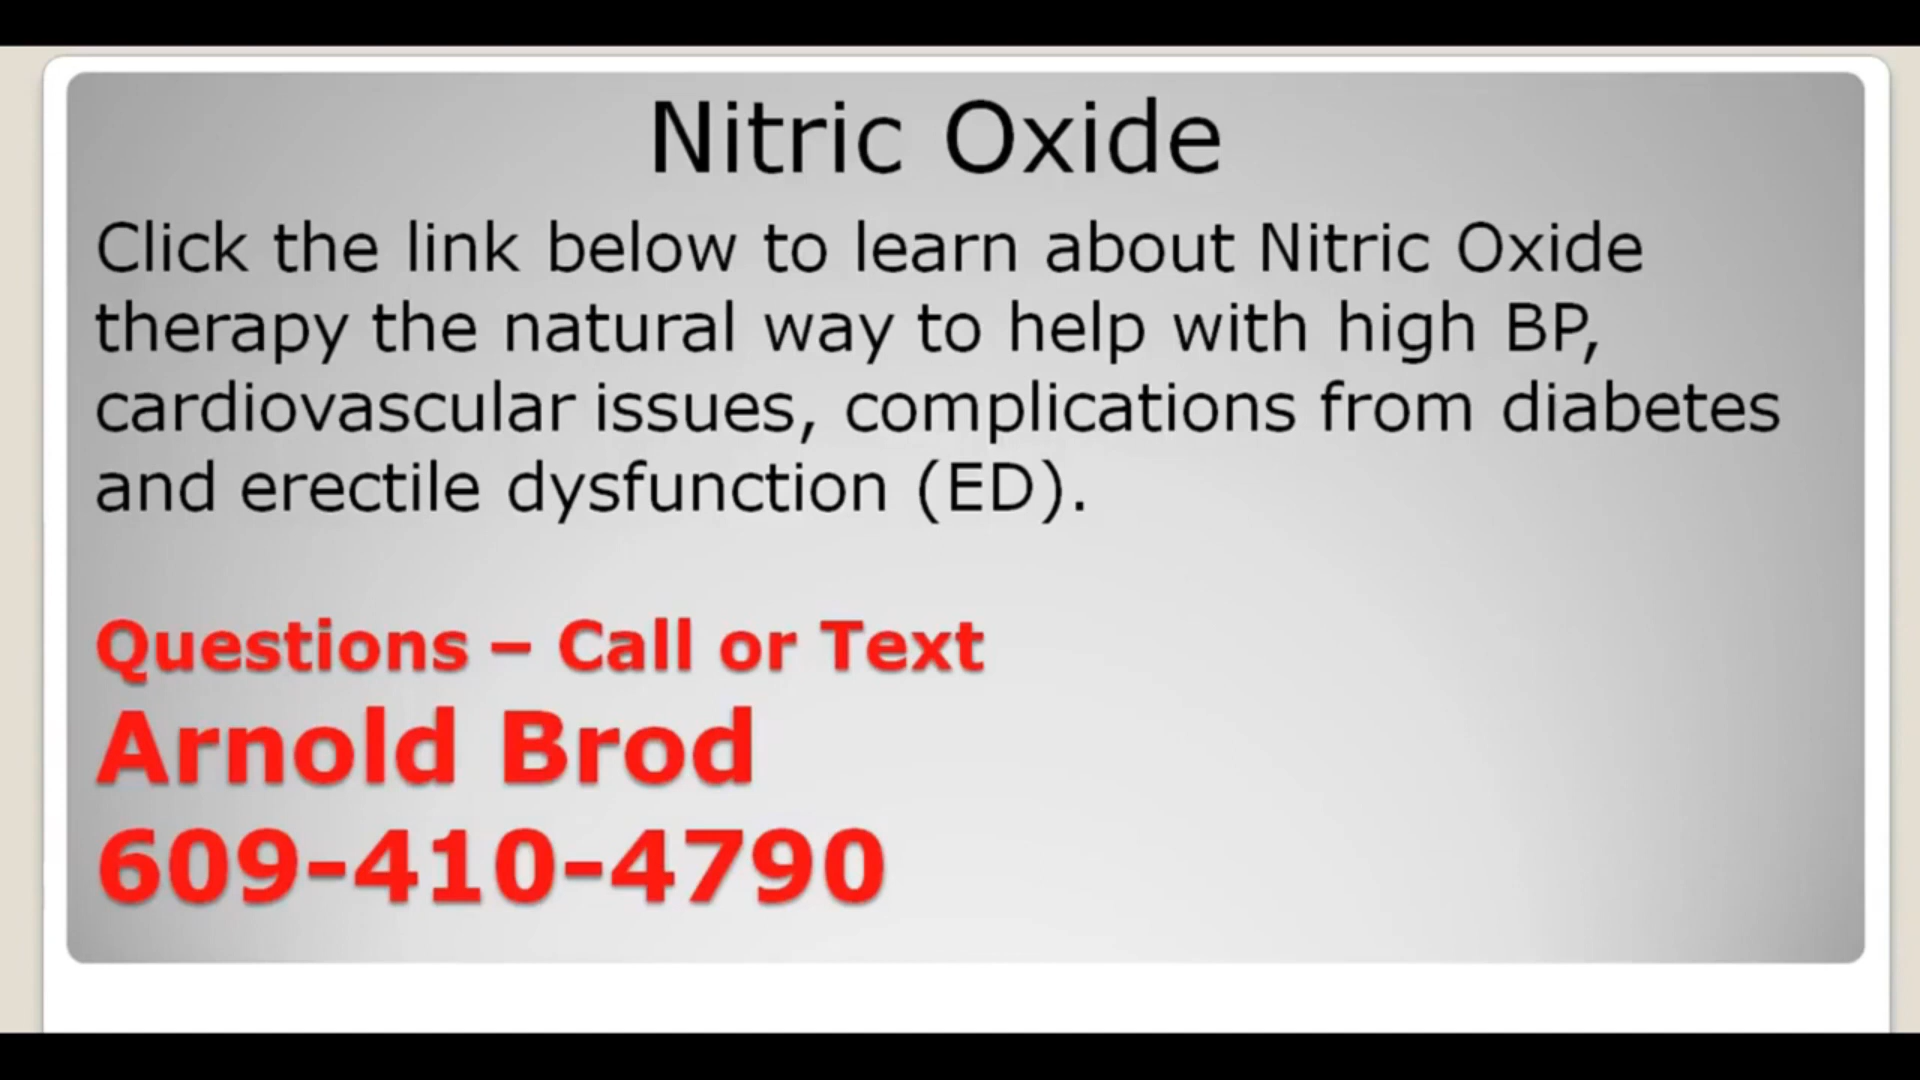 Nitric Oxide
Click the link below to learn about Nitric Oxide
therapy the natural way to help with high BP,
cardiovascular issues, complications from diabetes
and erectile dysfunction (ED).
Questions – Call or Text
Arnold Brod
609-410-4790